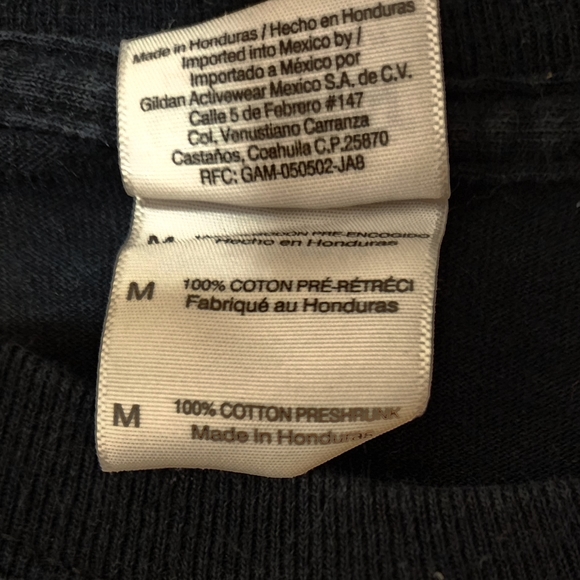 Made in Honduras / Hecho en Honduras
Imported into Mexico by /
Importado a México por
Gildan Activewear Mexico S.A. de C.V.
Calle 5 de Febrero #147
Col. Venustiano Carranza
Castaños, Coahuila C.P. 25870
RFC: GAM-050502-JA8
M PRE-ENCOGIDO
Hecho en Honduras
M 100% COTON PRÉ-RÉTRÉCI
Fabriqué au Honduras
M 100% COTTON PRESHRUNK
Made in Honduras